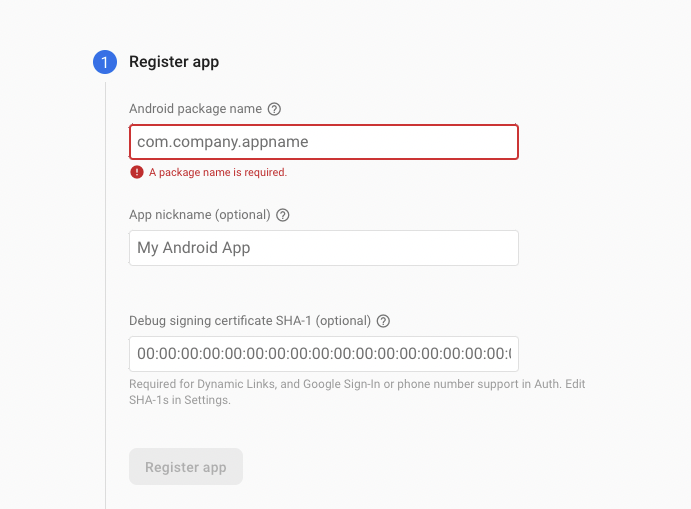 1 Register app
Android package name
com.company.appname
A package name is required.
App nickname (optional)
My Android App
Debug signing certificate SHA-1 (optional)
00:00:00:00:00:00:00:00:00:00:00:00:00:00:00:00:00:
Required for Dynamic Links, and Google Sign-In or phone number support in Auth. Edit
SHA-1s in Settings.
Register app